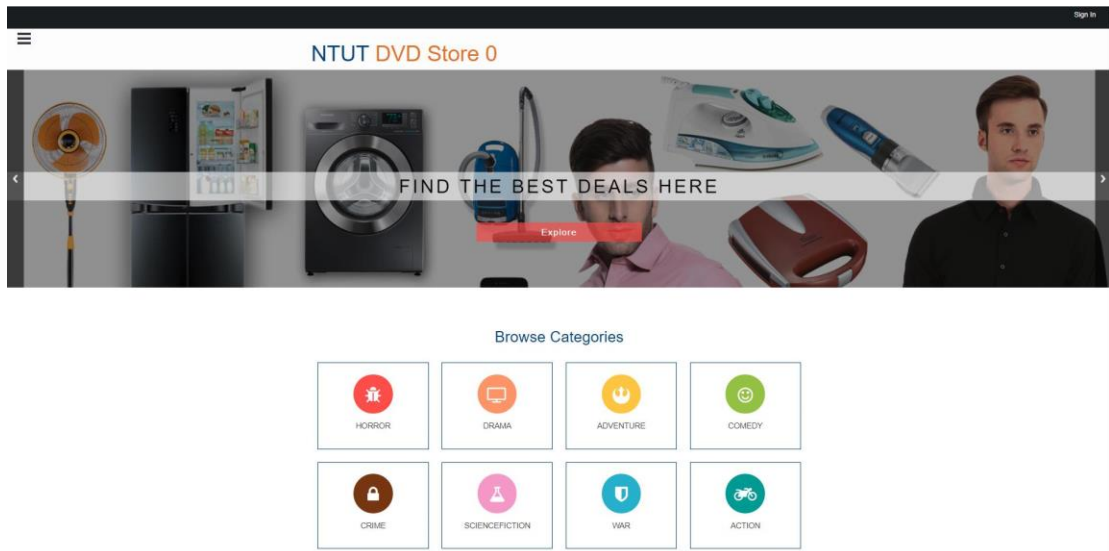 Sign In
NTUT DVD Store 0
FIND THE BEST DEALS HERE
Explore
Browse Categories
HORROR
DRAMA
ADVENTURE
COMEDY
CRIME
SCIENCEFICTION
WAR
ACTION